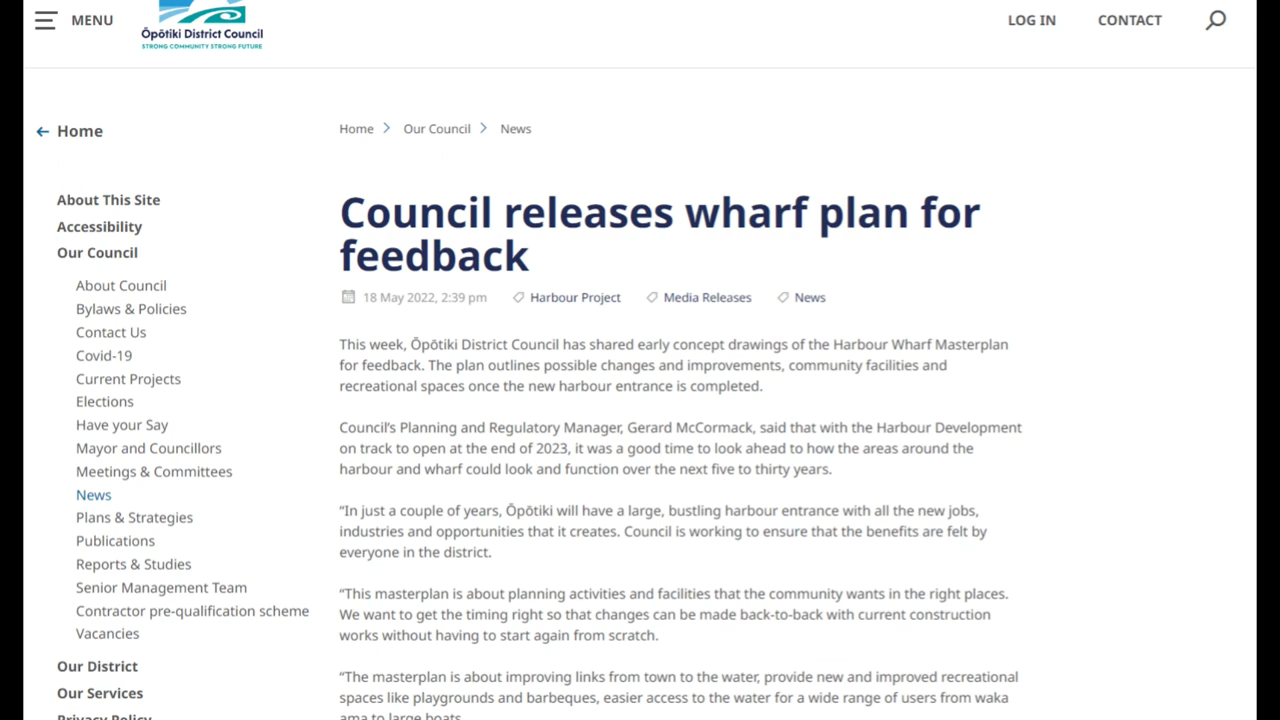 MENU
Ōpōtiki District Council
STRONG COMMUNITY STRONG FUTURE
LOG IN
CONTACT
Home
Home
Our Council
News
About This Site
Accessibility
Our Council
About Council
Bylaws & Policies
Contact Us
Covid-19
Current Projects
Elections
Have your Say
Mayor and Councillors
Meetings & Committees
News
Plans & Strategies
Publications
Reports & Studies
Senior Management Team
Contractor pre-qualification scheme
Vacancies
Our District
Our Services
Privacy Policy
Council releases wharf plan for
feedback
18 May 2022, 2:39 pm
Harbour Project
Media Releases
News
This week, Ōpōtiki District Council has shared early concept drawings of the Harbour Wharf Masterplan
for feedback. The plan outlines possible changes and improvements, community facilities and
recreational spaces once the new harbour entrance is completed.
Council’s Planning and Regulatory Manager, Gerard McCormack, said that with the Harbour Development
on track to open at the end of 2023, it was a good time to look ahead to how the areas around the
harbour and wharf could look and function over the next five to thirty years.
“In just a couple of years, Ōpōtiki will have a large, bustling harbour entrance with all the new jobs,
industries and opportunities that it creates. Council is working to ensure that the benefits are felt by
everyone in the district.
“This masterplan is about planning activities and facilities that the community wants in the right places.
We want to get the timing right so that changes can be made back-to-back with current construction
works without having to start again from scratch.
“The masterplan is about improving links from town to the water, provide new and improved recreational
spaces like playgrounds and barbeques, easier access to the water for a wide range of users from waka
ama to large boats